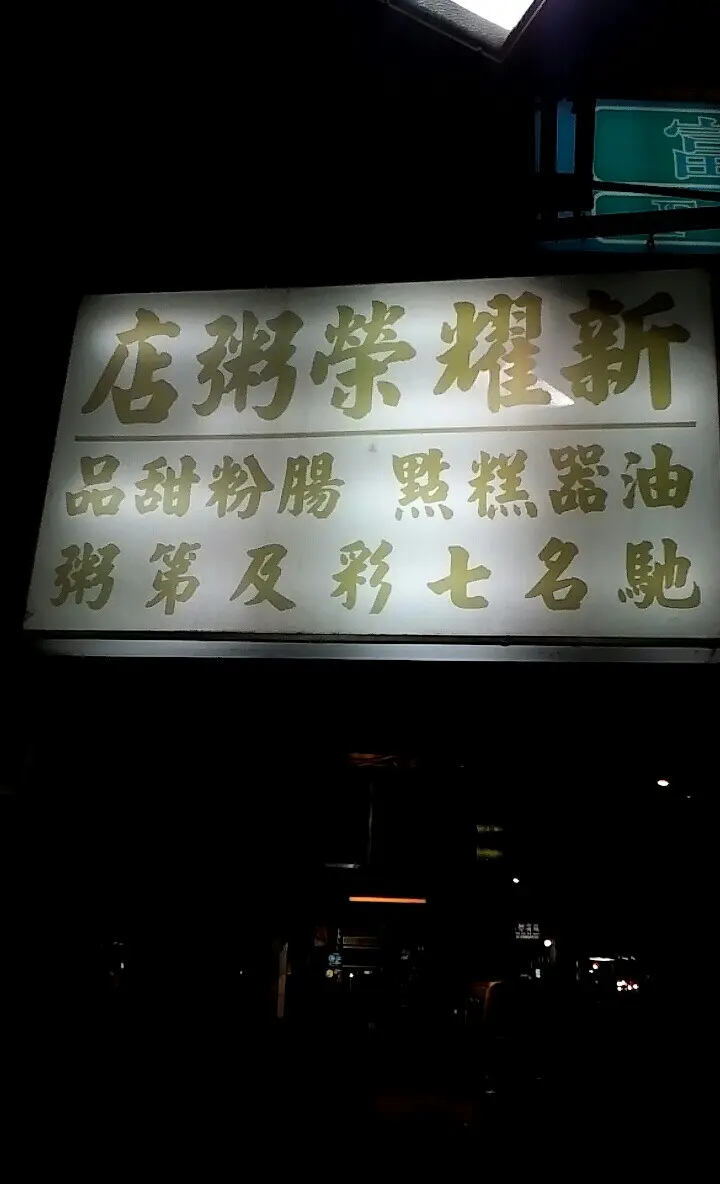 新耀榮粥店
油器糕點 腸粉甜品
馳名七彩及第粥